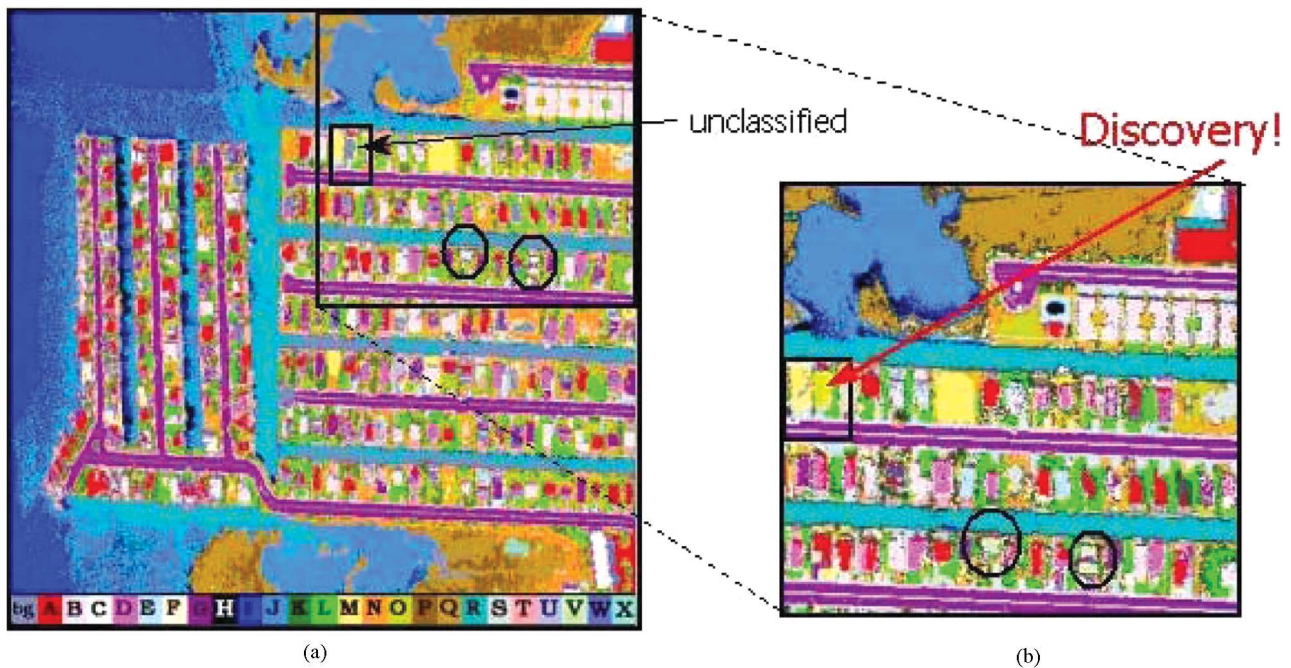 unclassified
Discovery!
bg A B C D E F G H I J K L M N O P Q R S T U V W X
(a)
(b)